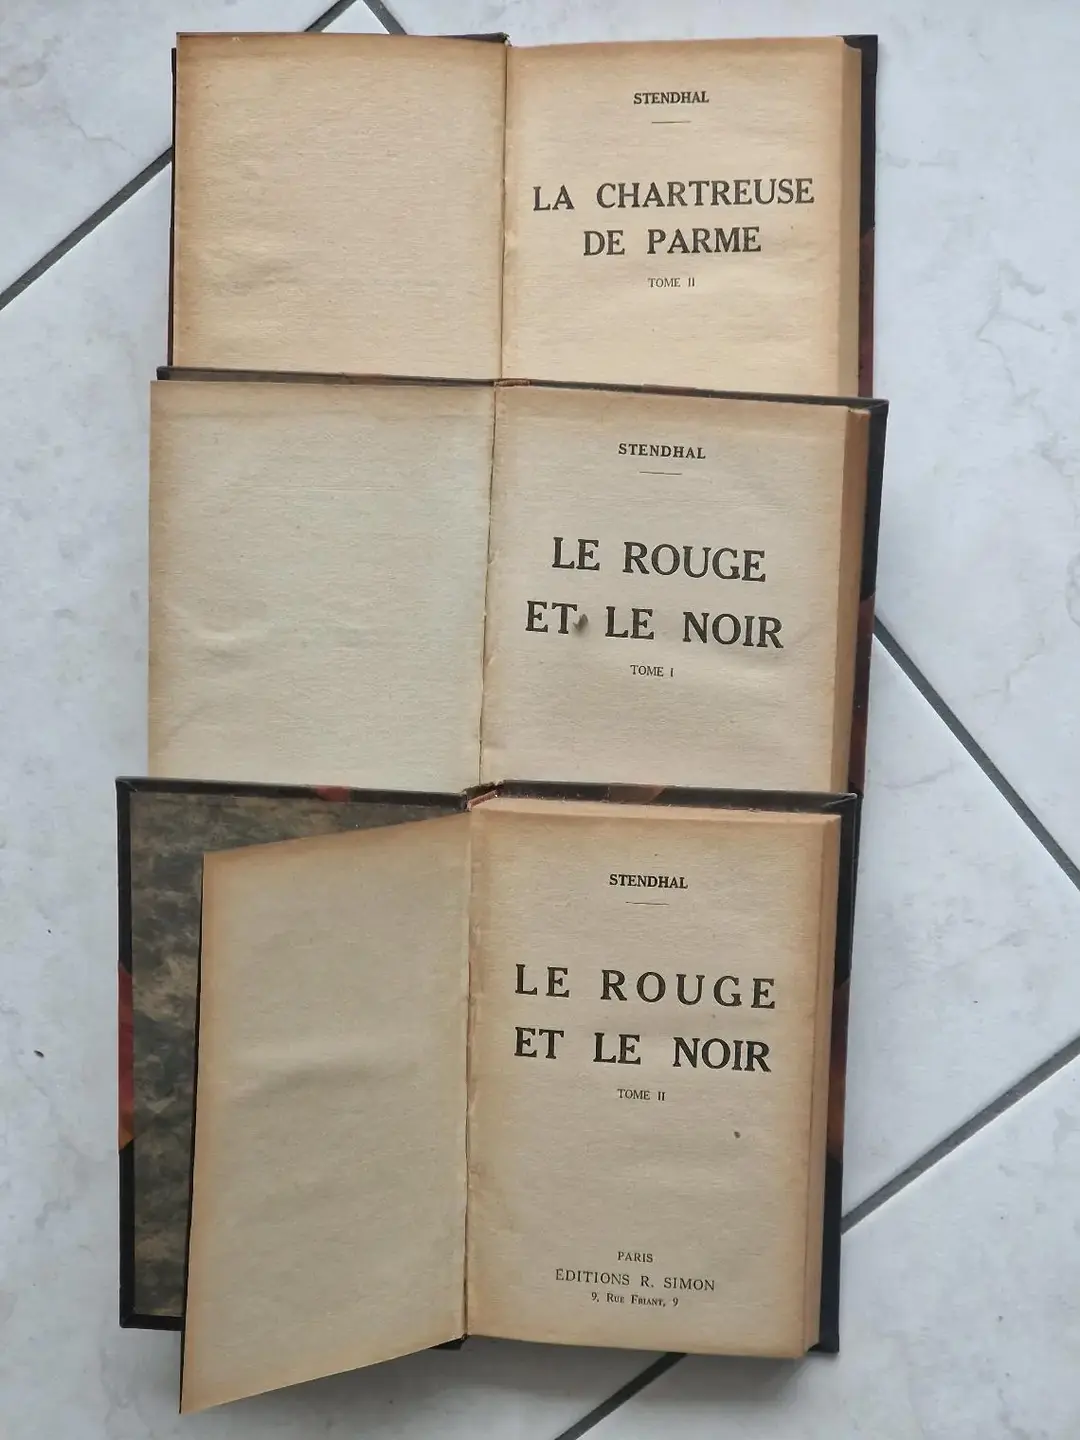 STENDHAL
LA CHARTREUSE
DE PARME
TOME II
STENDHAL
LE ROUGE
ET LE NOIR
TOME I
STENDHAL
LE ROUGE
ET LE NOIR
TOME II
PARIS
ÉDITIONS R. SIMON
9, Rue Friant, 9